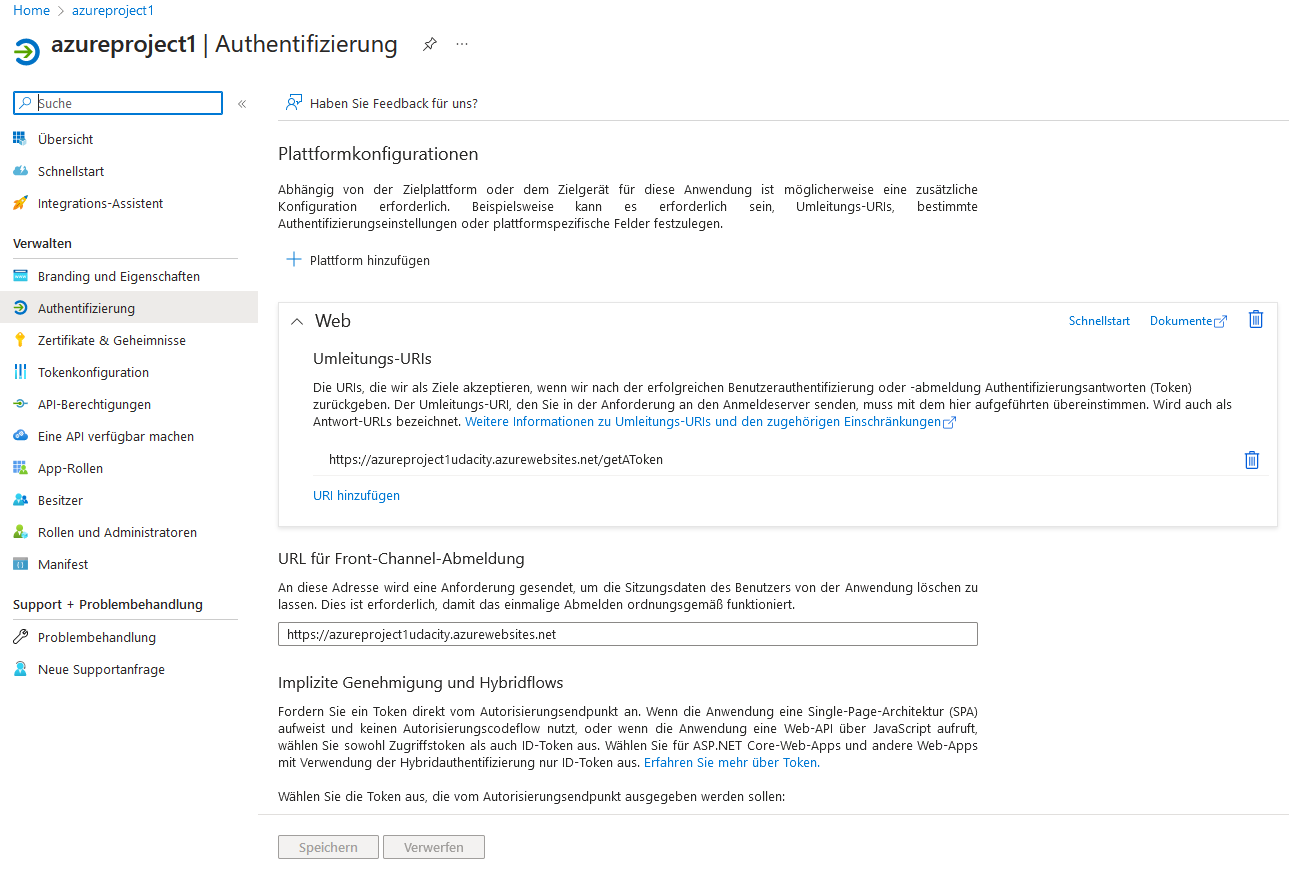 Home > azureproject1
azureproject1 | Authentifizierung ...
Suche
«
Übersicht
Schnellstart
Integrations-Assistent
Verwalten
Branding und Eigenschaften
Authentifizierung
Zertifikate & Geheimnisse
Tokenkonfiguration
API-Berechtigungen
Eine API verfügbar machen
App-Rollen
Besitzer
Rollen und Administratoren
Manifest
Support + Problembehandlung
Problembehandlung
Neue Supportanfrage
Haben Sie Feedback für uns?
Plattformkonfigurationen
Abhängig von der Zielplattform oder dem Zielgerät für diese Anwendung ist möglicherweise eine zusätzliche
Konfiguration erforderlich. Beispielsweise kann es erforderlich sein, Umleitungs-URIs, bestimmte
Authentifizierungseinstellungen oder plattformspezifische Felder festzulegen.
Plattform hinzufügen
Web
Schnellstart
Dokumente
Umleitungs-URIs
Die URIs, die wir als Ziele akzeptieren, wenn wir nach der erfolgreichen Benutzerauthentifizierung oder -abmeldung Authentifizierungsantworten (Token)
zurückgeben. Der Umleitungs-URI, den Sie in der Anforderung an den Anmeldeserver senden, muss mit dem hier aufgeführten übereinstimmen. Wird auch als
Antwort-URLs bezeichnet. Weitere Informationen zu Umleitungs-URIs und den zugehörigen Einschränkungen
https://azureproject1udacity.azurewebsites.net/getAToken
URI hinzufügen
URL für Front-Channel-Abmeldung
An diese Adresse wird eine Anforderung gesendet, um die Sitzungsdaten des Benutzers von der Anwendung löschen zu
lassen. Dies ist erforderlich, damit das einmalige Abmelden ordnungsgemäß funktioniert.
https://azureproject1udacity.azurewebsites.net
Implizite Genehmigung und Hybridflows
Fordern Sie ein Token direkt vom Autorisierungsendpunkt an. Wenn die Anwendung eine Single-Page-Architektur (SPA)
aufweist und keinen Autorisierungscodeflow nutzt, oder wenn die Anwendung eine Web-API über JavaScript aufruft,
wählen Sie sowohl Zugriffstoken als auch ID-Token aus. Wählen Sie für ASP.NET Core-Web-Apps und andere Web-Apps
mit Verwendung der Hybridauthentifizierung nur ID-Token aus. Erfahren Sie mehr über Token.
Wählen Sie die Token aus, die vom Autorisierungsendpunkt ausgegeben werden sollen:
Speichern
Verwerfen